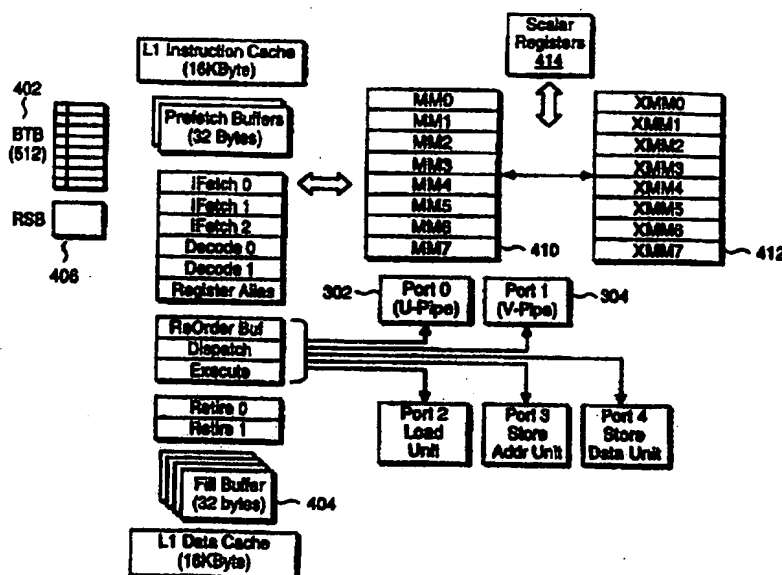 L1 Instruction Cache
(16KByte)
Scalar
Registers
414
402
BTB
(512)
Prefetch Buffers
(32 Bytes)
RSB
406
IFetch 0
IFetch 1
IFetch 2
Decode 0
Decode 1
Register Alias
MM0
MM1
MM2
MM3
MM4
MM5
MM6
MM7
410
XMM0
XMM1
XMM2
XMM3
XMM4
XMM5
XMM6
XMM7
412
302
Port 0
(U-Pipe)
Port 1
(V-Pipe)
304
ReOrder Buf
Dispatch
Execute
Retire 0
Retire 1
Port 2
Load
Unit
Port 3
Store
Addr Unit
Port 4
Store
Data Unit
Fill Buffer
(32 bytes)
404
L1 Data Cache
(16KByte)